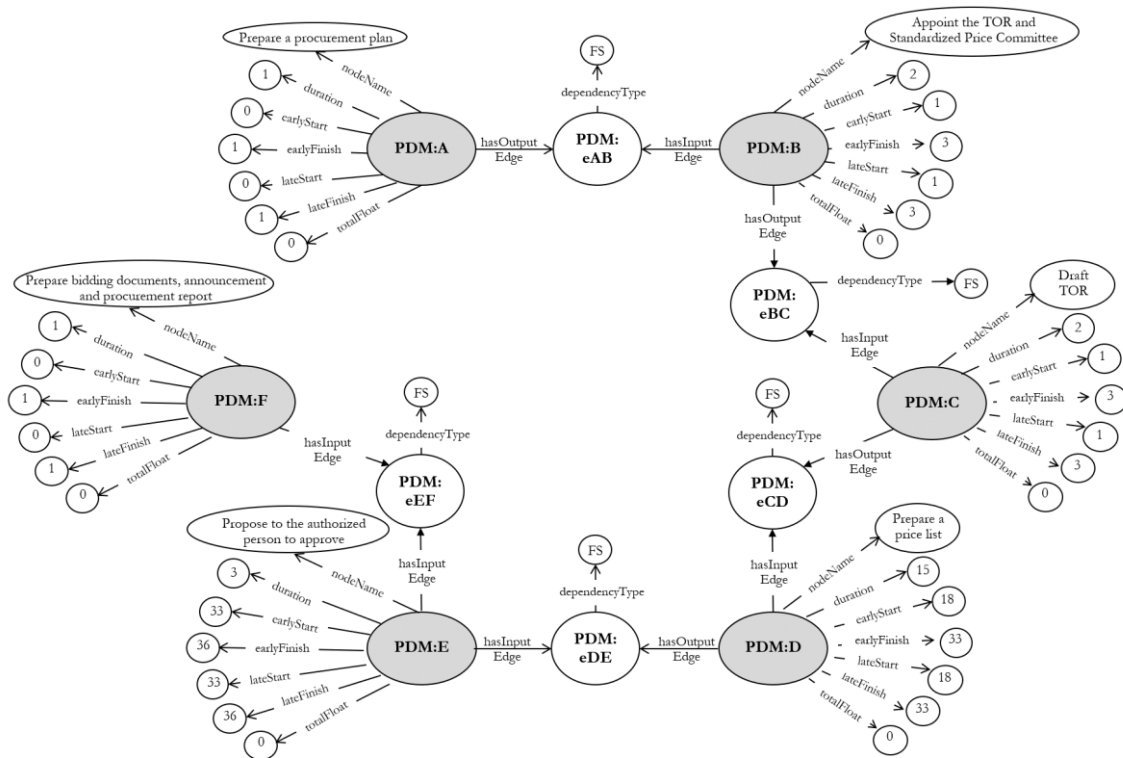 Prepare a procurement plan
nodeName
1
duration
0
earlyStart
1
earlyFinish
0
lateStart
1
lateFinish
0
totalFloat
PDM:A
hasOutput
Edge
FS
dependencyType
PDM:
eAB
hasInput
Edge
PDM:B
Appoint the TOR and
Standardized Price Committee
nodeName
duration
2
earlyStart
1
earlyFinish
3
lateStart
1
lateFinish
3
totalFloat
0
hasOutput
Edge
PDM:
eBC
dependencyType
FS
hasInput
Edge
PDM:C
Draft
TOR
nodeName
duration
2
earlyStart
1
earlyFinish
3
lateStart
1
lateFinish
3
totalFloat
0
hasOutput
Edge
FS
dependencyType
PDM:
eCD
hasInput
Edge
PDM:D
Prepare a
price list
nodeName
duration
15
earlyStart
18
earlyFinish
33
lateStart
18
lateFinish
33
totalFloat
0
hasOutput
Edge
FS
dependencyType
PDM:
eDE
hasInput
Edge
PDM:E
Propose to the authorized
person to approve
nodeName
3
duration
33
earlyStart
36
earlyFinish
33
lateStart
36
lateFinish
0
totalFloat
hasInput
Edge
FS
dependencyType
PDM:
eEF
hasInput
Edge
PDM:F
Prepare bidding documents, announcement
and procurement report
nodeName
1
duration
0
earlyStart
1
earlyFinish
0
lateStart
1
lateFinish
0
totalFloat